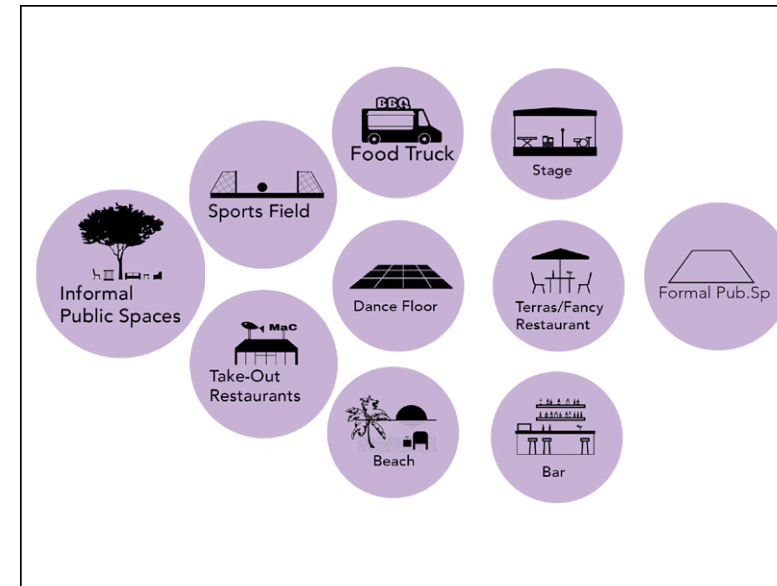 Informal
Public Spaces
Sports Field
MaC
Take-Out
Restaurants
BBQ
Food Truck
Dance Floor
Beach
Stage
Terras/Fancy
Restaurant
Bar
Formal Pub.Sp